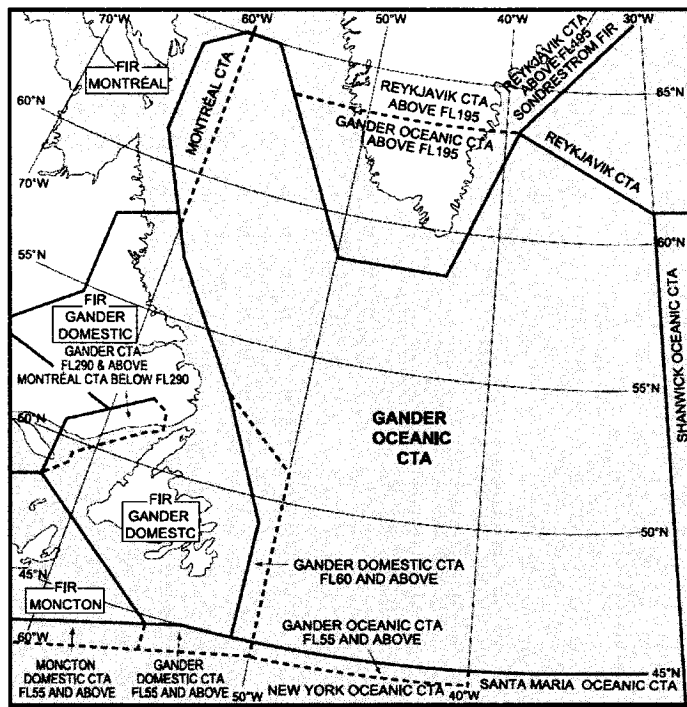 70°W
60°W
50°W
40°W
30°W
FIR
MONTRÉAL
MONTRÉAL CTA
REYKJAVIK CTA
ABOVE FL195
GANDER OCEANIC CTA
ABOVE FL195
REYKJAVIK CTA
ABOVE FL195
SONDRESTROM FIR
65°N
REYKJAVIK CTA
60°N
70°W
60°N
55°N
FIR
GANDER
DOMESTIC
GANDER CTA
FL290 & ABOVE
MONTRÉAL CTA BELOW FL290
SHANWICK OCEANIC CTA
55°N
50°N
GANDER
OCEANIC
CTA
FIR
GANDER
DOMESTC
50°N
45°N
FIR
MONCTON
GANDER DOMESTIC CTA
FL60 AND ABOVE
GANDER OCEANIC CTA
FL55 AND ABOVE
60°W
MONCTON
DOMESTIC CTA
FL55 AND ABOVE
GANDER
DOMESTIC CTA
FL55 AND ABOVE
50°W
NEW YORK OCEANIC CTA
40°W
SANTA MARIA OCEANIC CTA
45°N